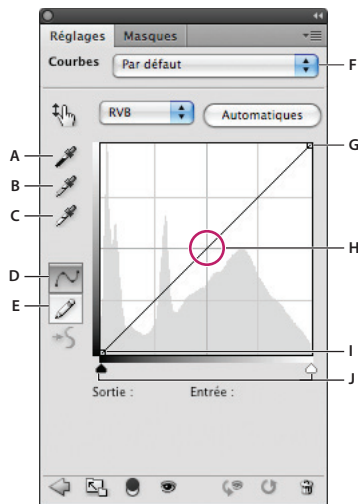 Réglages Masques
Courbes Par défaut F
RVB Automatiques
A
G
B
C
H
D
E
I
J
Sortie : Entrée :